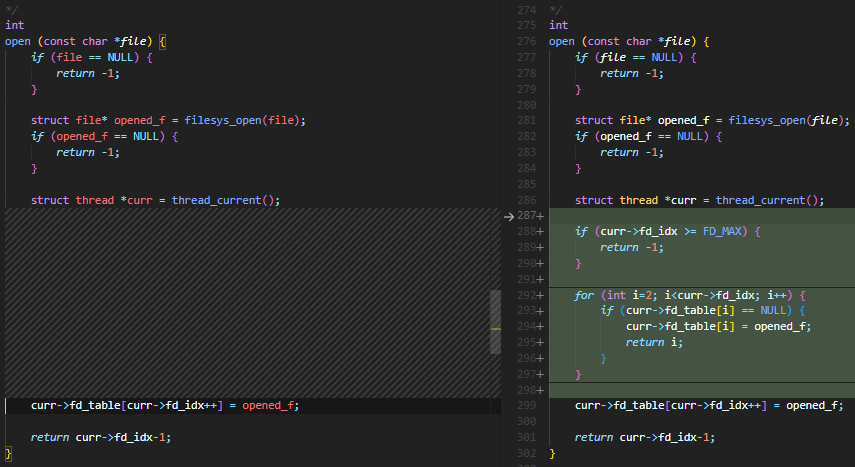 */
int
open (const char *file) {
    if (file == NULL) {
        return -1;
    }

    struct file* opened_f = filesys_open(file);
    if (opened_f == NULL) {
        return -1;
    }

    struct thread *curr = thread_current();
    curr->fd_table[curr->fd_idx++] = opened_f;

    return curr->fd_idx-1;
}
274 */
275 int
276 open (const char *file) {
277     if (file == NULL) {
278         return -1;
279     }
280
281     struct file* opened_f = filesys_open(file);
282     if (opened_f == NULL) {
283         return -1;
284     }
285
286     struct thread *curr = thread_current();
287+
288+     if (curr->fd_idx >= FD_MAX) {
289+         return -1;
290+     }
291+
292+     for (int i=2; i<curr->fd_idx; i++) {
293+         if (curr->fd_table[i] == NULL) {
294+             curr->fd_table[i] = opened_f;
295+             return i;
296+         }
297+     }
298+
299     curr->fd_table[curr->fd_idx++] = opened_f;
300
301     return curr->fd_idx-1;
302 }